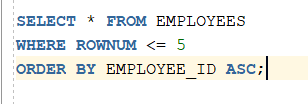 SELECT * FROM EMPLOYEES
WHERE ROWNUM <= 5
ORDER BY EMPLOYEE_ID ASC;